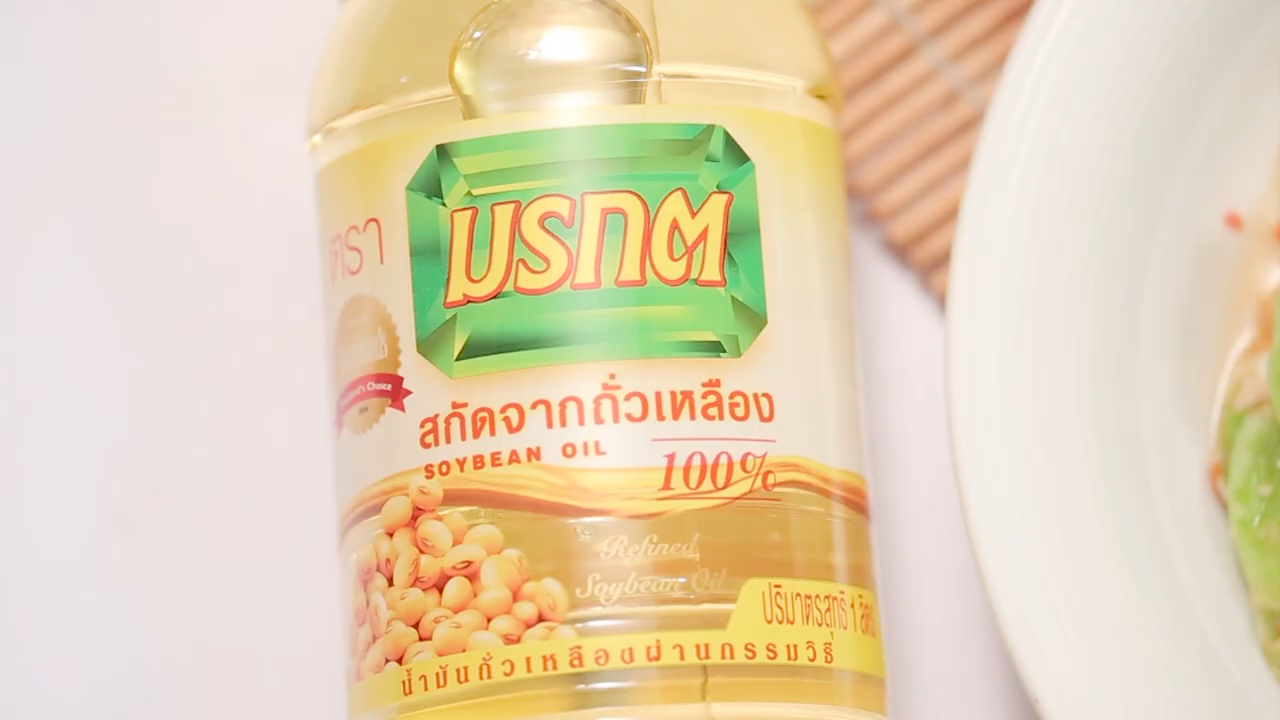 ตรา
มรกต
Choice
สกัดจากถั่วเหลือง
SOYBEAN OIL
100%
Refined
Soybean Oil
ปริมาตรสุทธิ 1 ลิตร
น้ำมันถั่วเหลืองผ่านกรรมวิธี